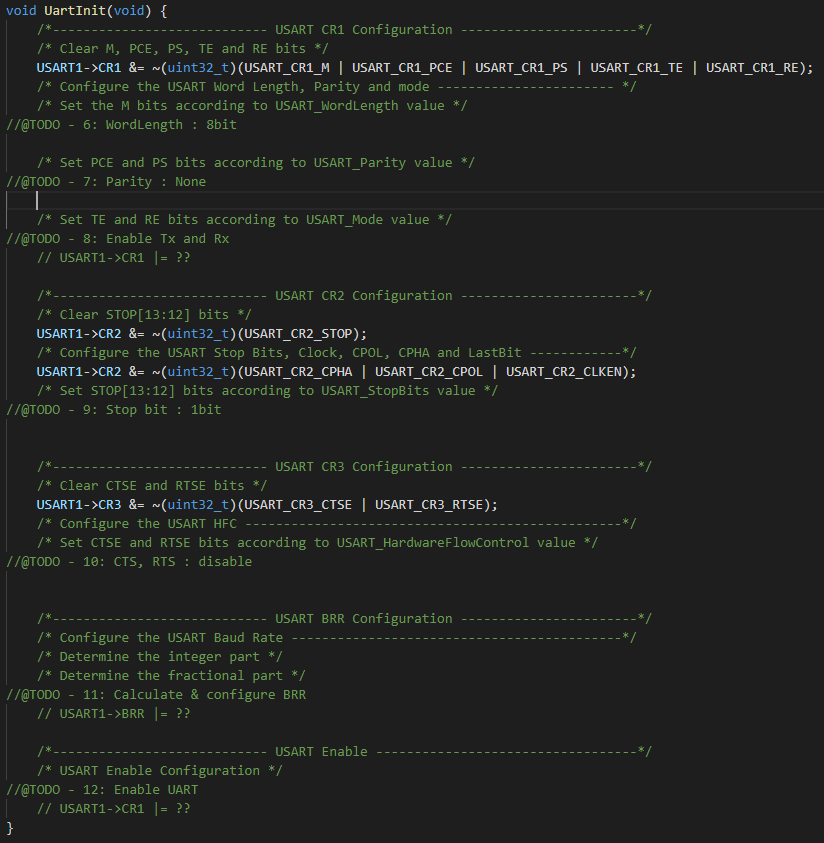 void UartInit(void) {
/*---------------------------- USART CR1 Configuration -----------------------*/
/* Clear M, PCE, PS, TE and RE bits */
USART1->CR1 &= ~(uint32_t)(USART_CR1_M | USART_CR1_PCE | USART_CR1_PS | USART_CR1_TE | USART_CR1_RE);
/* Configure the USART Word Length, Parity and mode ----------------------- */
/* Set the M bits according to USART_WordLength value */
//@TODO - 6: WordLength : 8bit
/* Set PCE and PS bits according to USART_Parity value */
//@TODO - 7: Parity : None
/* Set TE and RE bits according to USART_Mode value */
//@TODO - 8: Enable Tx and Rx
// USART1->CR1 |= ??
/*---------------------------- USART CR2 Configuration -----------------------*/
/* Clear STOP[13:12] bits */
USART1->CR2 &= ~(uint32_t)(USART_CR2_STOP);
/* Configure the USART Stop Bits, Clock, CPOL, CPHA and LastBit ------------*/
USART1->CR2 &= ~(uint32_t)(USART_CR2_CPHA | USART_CR2_CPOL | USART_CR2_CLKEN);
/* Set STOP[13:12] bits according to USART_StopBits value */
//@TODO - 9: Stop bit : 1bit
/*---------------------------- USART CR3 Configuration -----------------------*/
/* Clear CTSE and RTSE bits */
USART1->CR3 &= ~(uint32_t)(USART_CR3_CTSE | USART_CR3_RTSE);
/* Configure the USART HFC -------------------------------------------------*/
/* Set CTSE and RTSE bits according to USART_HardwareFlowControl value */
//@TODO - 10: CTS, RTS : disable
/*---------------------------- USART BRR Configuration -----------------------*/
/* Configure the USART Baud Rate -------------------------------------------*/
/* Determine the integer part */
/* Determine the fractional part */
//@TODO - 11: Calculate & configure BRR
// USART1->BRR |= ??
/*---------------------------- USART Enable ----------------------------------*/
/* USART Enable Configuration */
//@TODO - 12: Enable UART
// USART1->CR1 |= ??
}